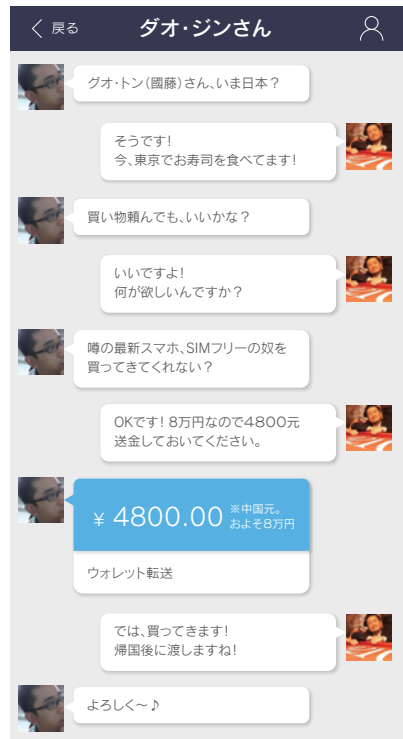 戻る
ダオ・ジンさん
グオ・トン(國藤)さん、いま日本？
そうです！
今、東京でお寿司を食べてます！
買い物頼んでも、いいかな？
いいですよ！
何が欲しいんですか？
噂の最新スマホ、SIMフリーの奴を
買ってきてくれない？
OKです！8万円なので4800元
送金しておいてください。
¥ 4800.00 ※中国元。
およそ8万円
ウォレット転送
では、買ってきます！
帰国後に渡しますね！
よろしく〜♪